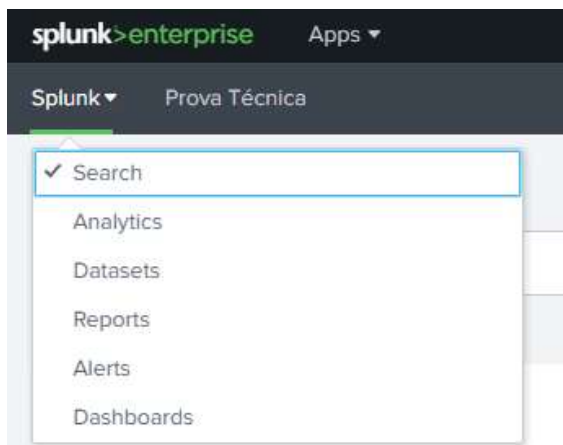 splunk>enterprise Apps
Splunk Prova Técnica
Search
Analytics
Datasets
Reports
Alerts
Dashboards